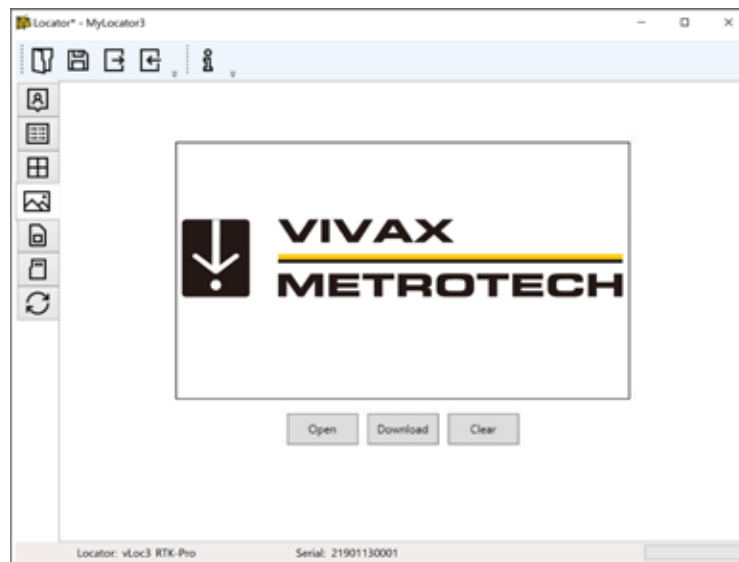 Locator* - MyLocator3
VIVAX
METROTECH
Open Download Clear
Locator: vLoc3 RTK-Pro Serial: 21901130001